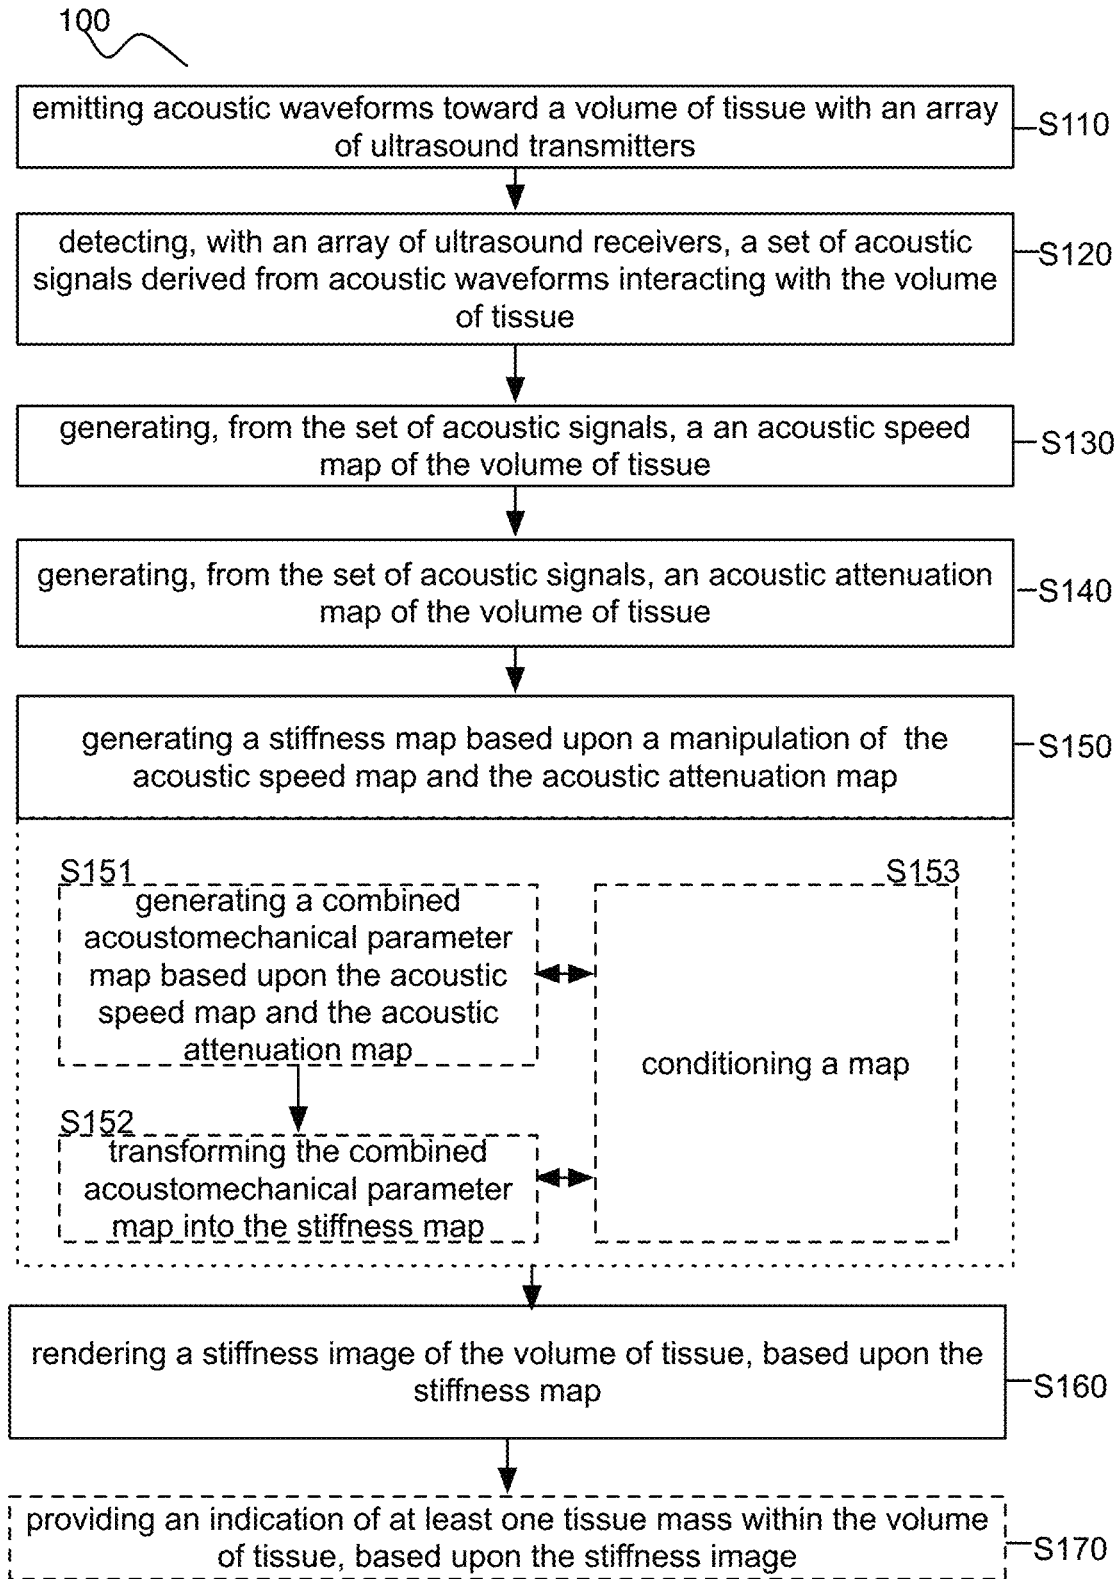 100
emitting acoustic waveforms toward a volume of tissue with an array
of ultrasound transmitters
S110
detecting, with an array of ultrasound receivers, a set of acoustic
signals derived from acoustic waveforms interacting with the volume
of tissue
S120
generating, from the set of acoustic signals, a an acoustic speed
map of the volume of tissue
S130
generating, from the set of acoustic signals, an acoustic attenuation
map of the volume of tissue
S140
generating a stiffness map based upon a manipulation of the
acoustic speed map and the acoustic attenuation map
S150
S151
generating a combined
acoustomechanical parameter
map based upon the acoustic
speed map and the acoustic
attenuation map
S152
transforming the combined
acoustomechanical parameter
map into the stiffness map
S153
conditioning a map
rendering a stiffness image of the volume of tissue, based upon the
stiffness map
S160
providing an indication of at least one tissue mass within the volume
of tissue, based upon the stiffness image
S170